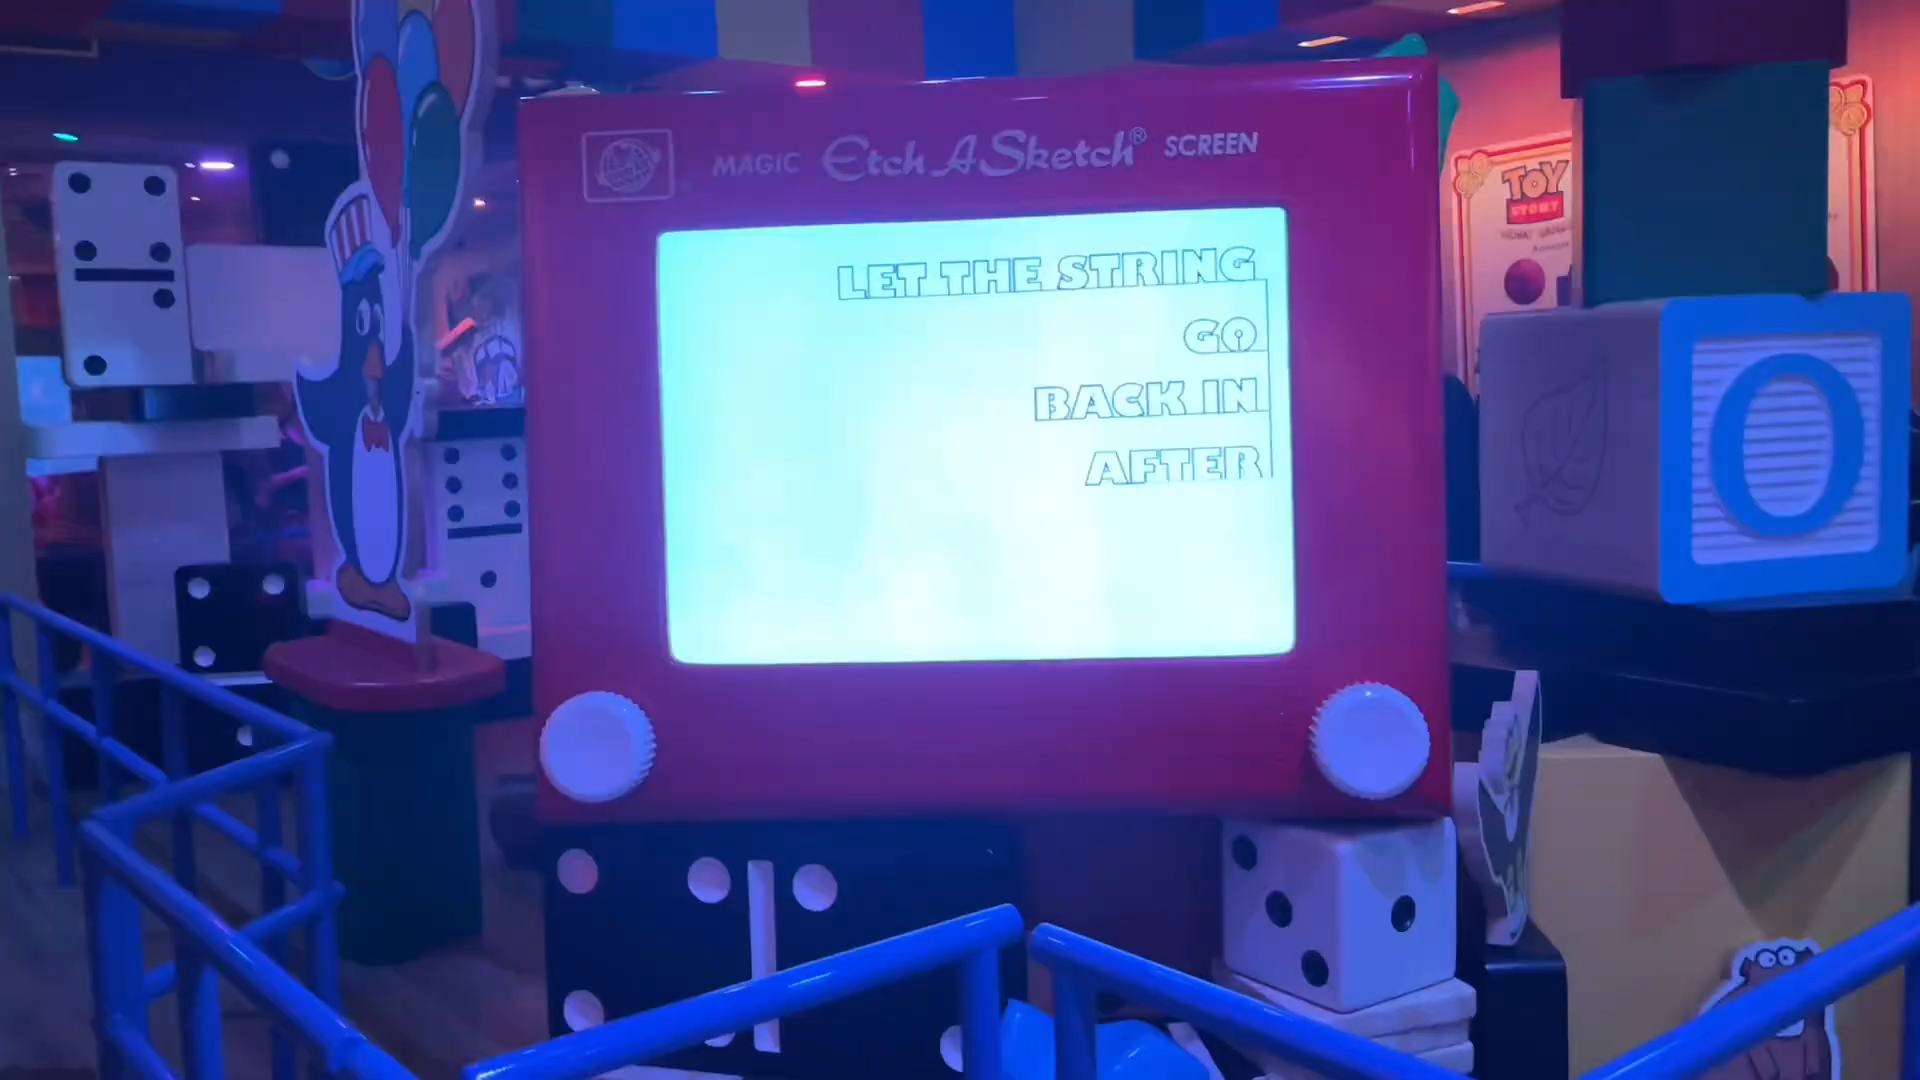 MAGIC Etch A Sketch® SCREEN
LET THE STRING
GO
BACK IN
AFTER
TOY
STORY
O